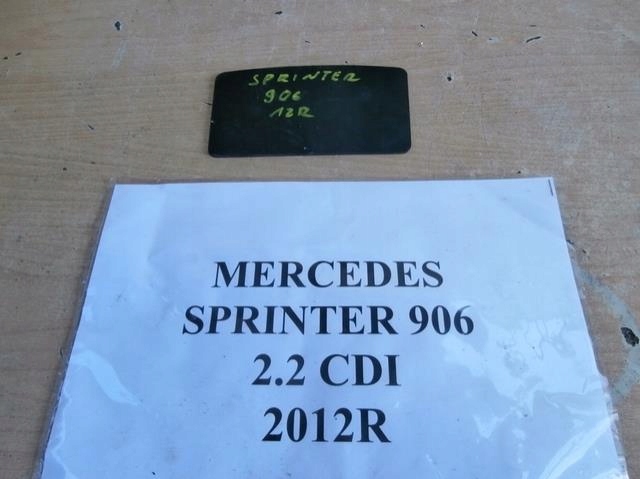 SPRINTER
906
12R
MERCEDES
SPRINTER 906
2.2 CDI
2012R